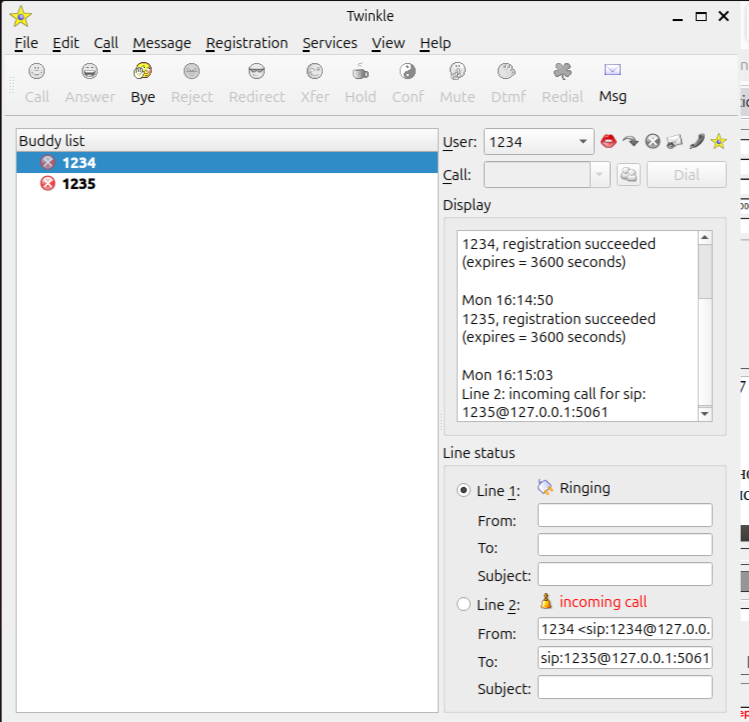 Twinkle
File Edit Call Message Registration Services View Help
Call Answer Bye Reject Redirect Xfer Hold Conf Mute Dtmf Redial Msg
Buddy list
1234
1235
User: 1234
Call: Dial
Display
1234, registration succeeded
(expires = 3600 seconds)
Mon 16:14:50
1235, registration succeeded
(expires = 3600 seconds)
Mon 16:15:03
Line 2: incoming call for sip:
1235@127.0.0.1:5061
Line status
Line 1: Ringing
From:
To:
Subject:
Line 2: incoming call
From: 1234 <sip:1234@127.0.0.
To: sip:1235@127.0.0.1:5061
Subject: